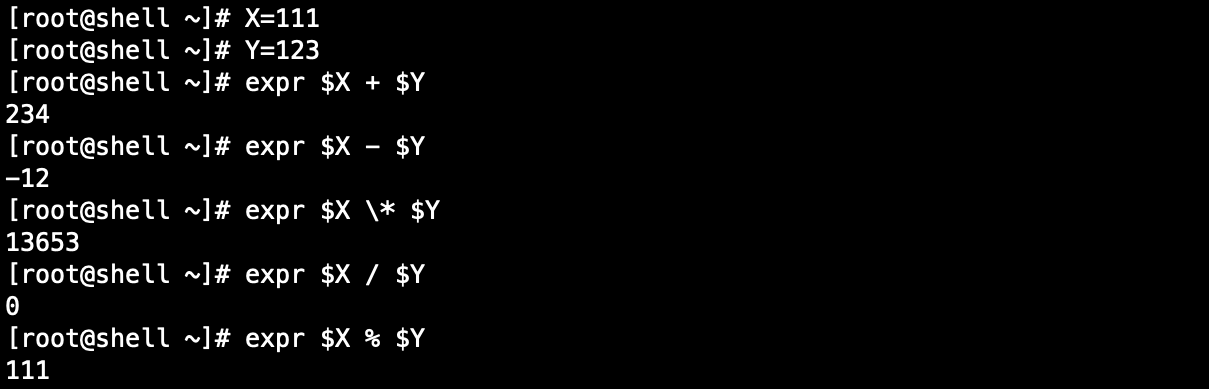 [root@shell ~]# X=111
[root@shell ~]# Y=123
[root@shell ~]# expr $X + $Y
234
[root@shell ~]# expr $X - $Y
-12
[root@shell ~]# expr $X \* $Y
13653
[root@shell ~]# expr $X / $Y
0
[root@shell ~]# expr $X % $Y
111